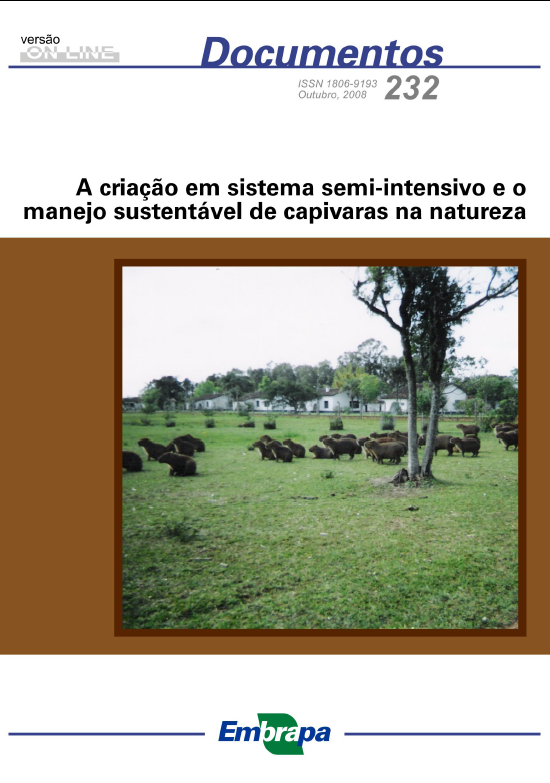 versão
ON LINE
Documentos
ISSN 1806-9193
Outubro, 2008
232
A criação em sistema semi-intensivo e o
manejo sustentável de capivaras na natureza
Embrapa